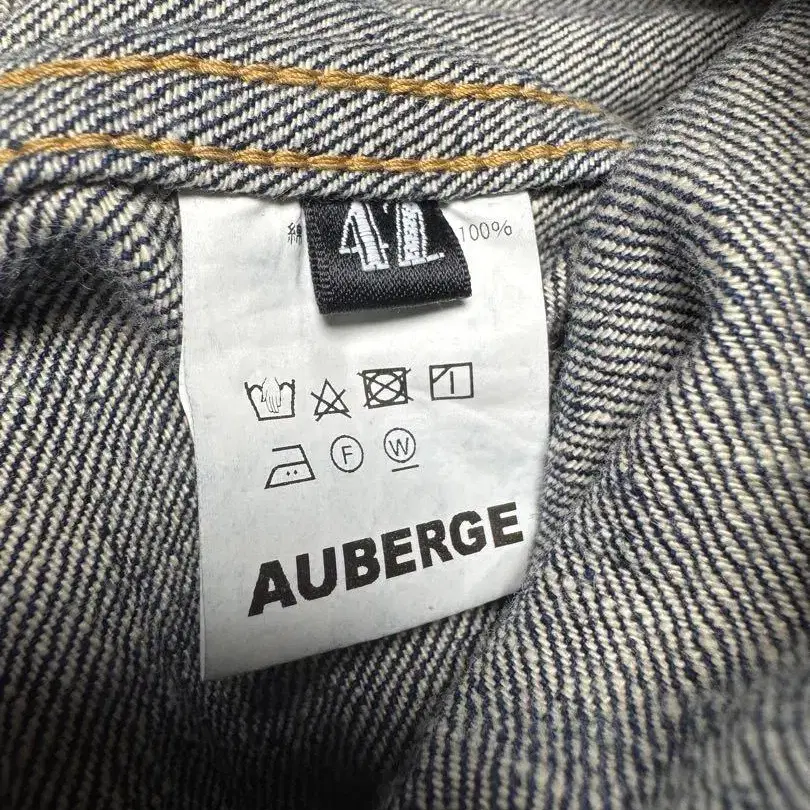 綿 42 100%
F W
AUBERGE